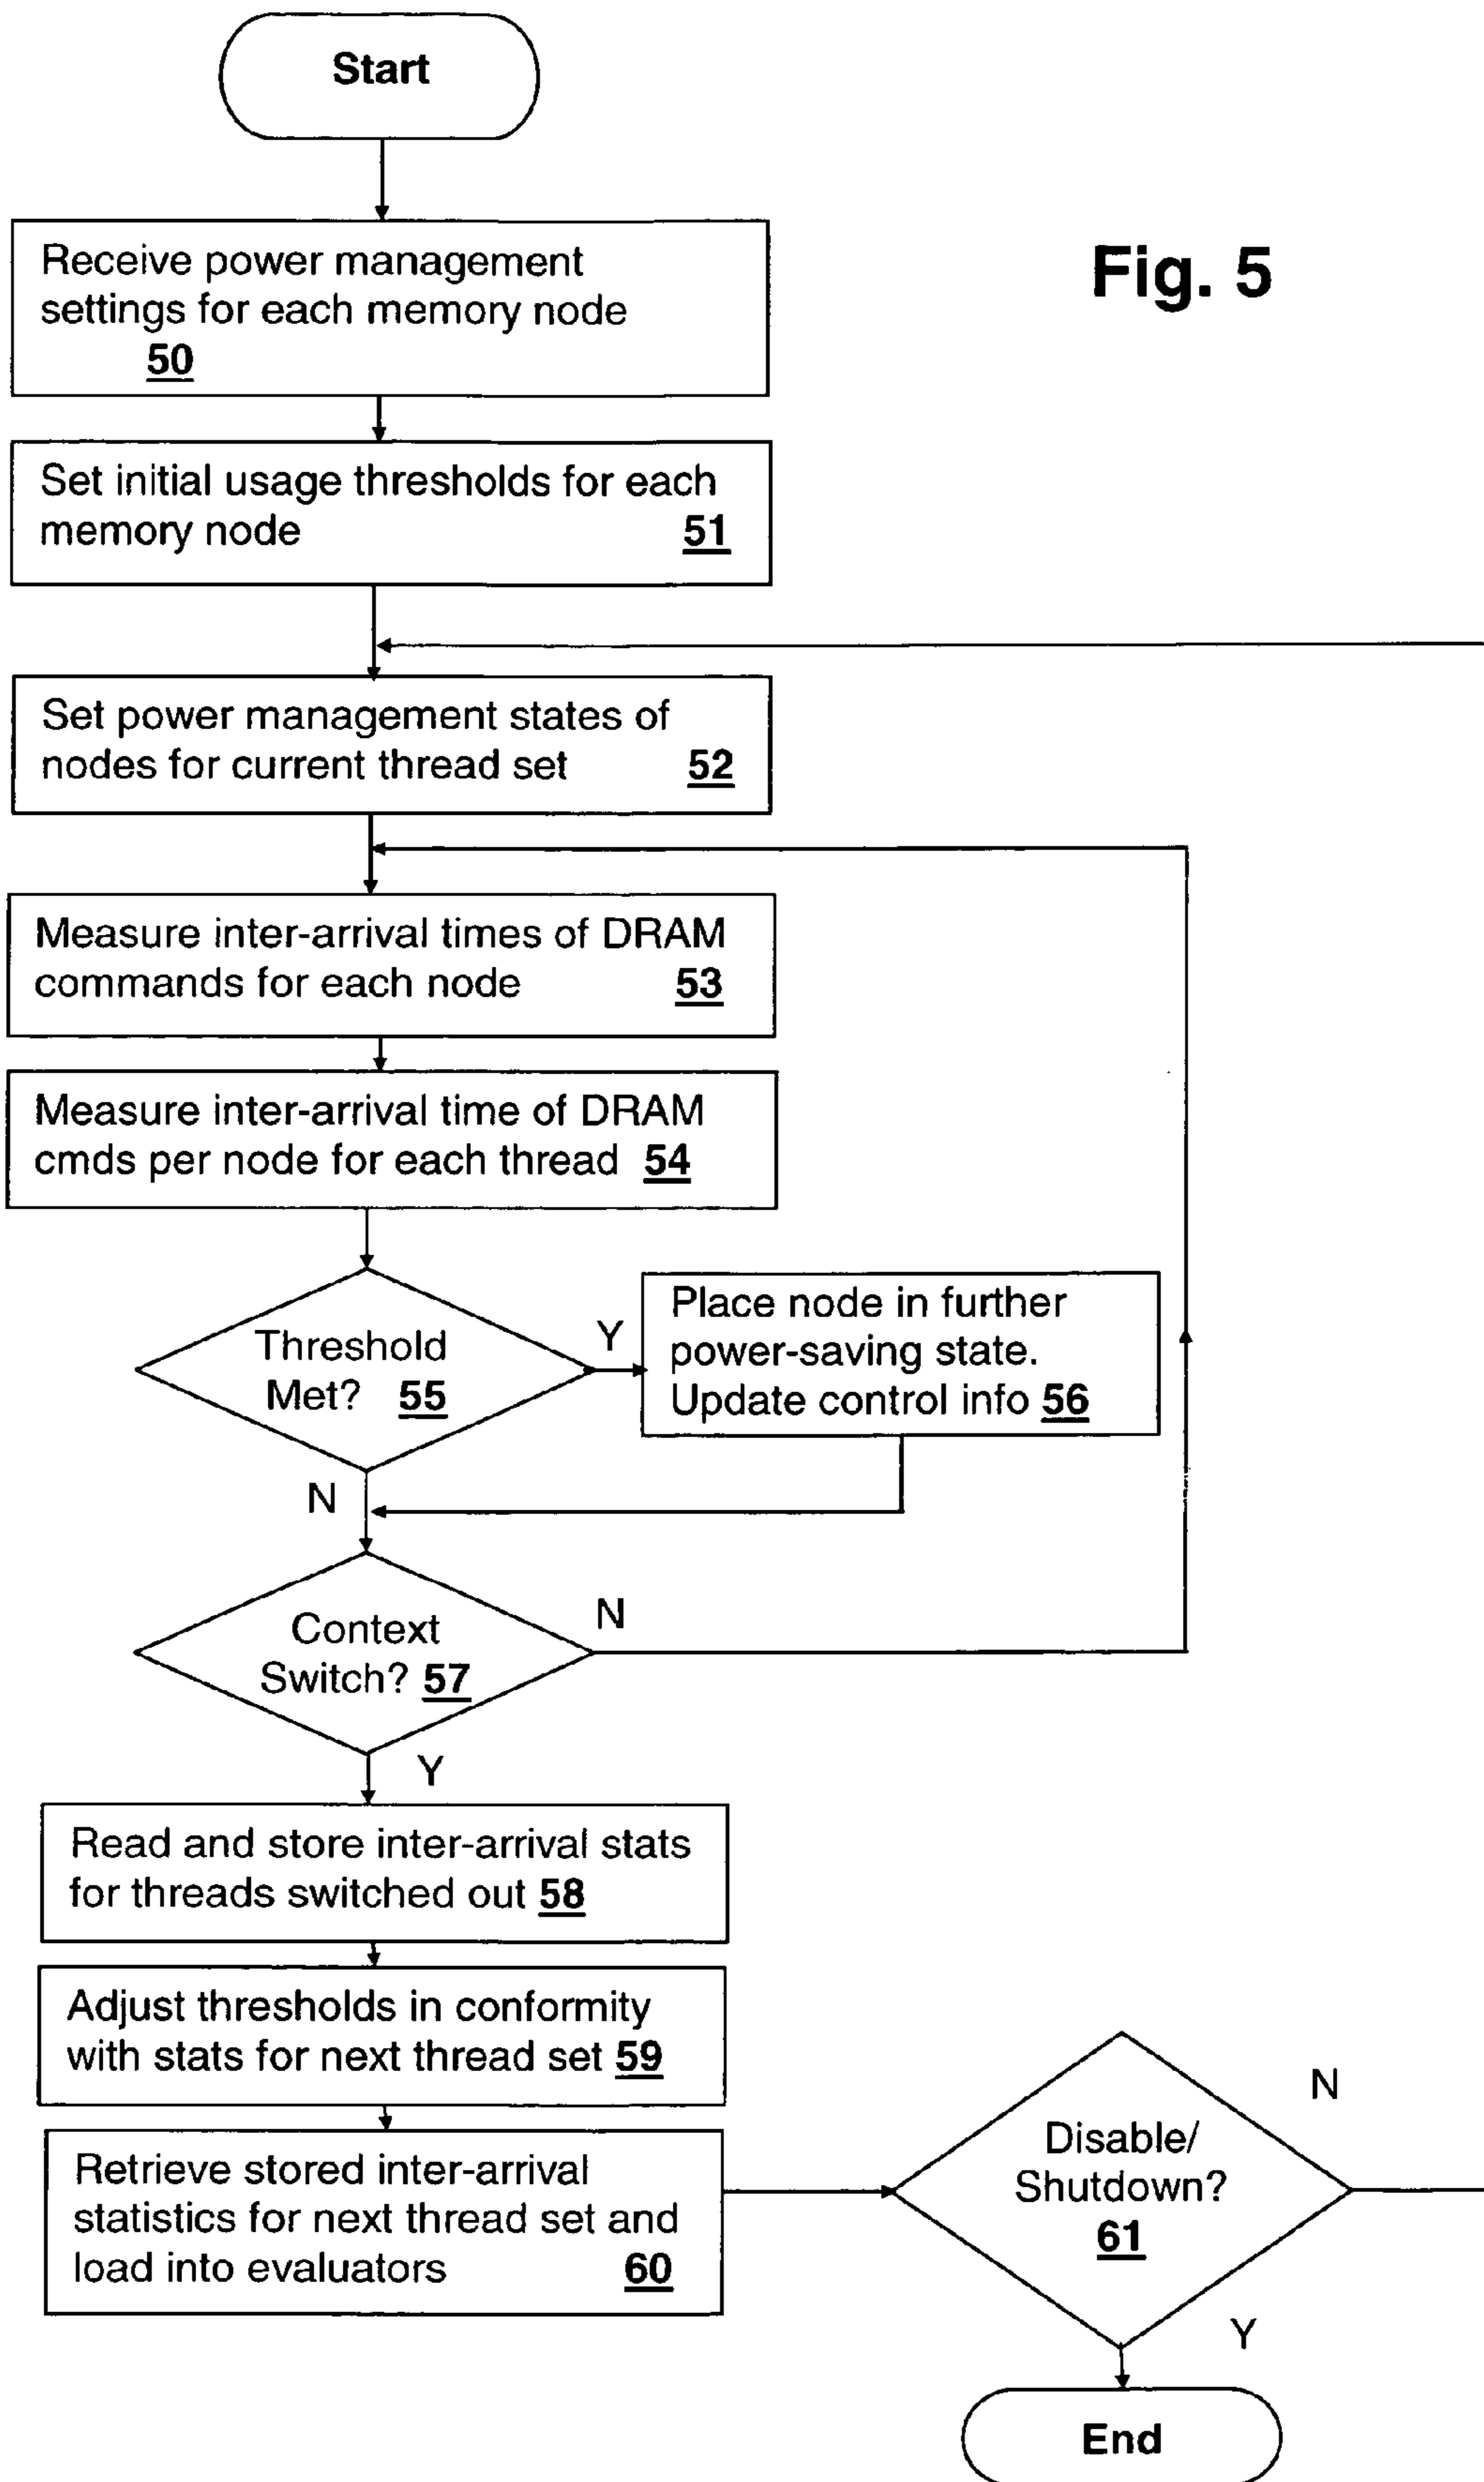 Start
Fig. 5
Receive power management
settings for each memory node
50
Set initial usage thresholds for each
memory node 51
Set power management states of
nodes for current thread set 52
Measure inter-arrival times of DRAM
commands for each node 53
Measure inter-arrival time of DRAM
cmds per node for each thread 54
Threshold
Met? 55
Y
Place node in further
power-saving state.
Update control info 56
N
Context
Switch? 57
N
Y
Read and store inter-arrival stats
for threads switched out 58
Adjust thresholds in conformity
with stats for next thread set 59
Retrieve stored inter-arrival
statistics for next thread set and
load into evaluators 60
Disable/
Shutdown?
61
N
Y
End